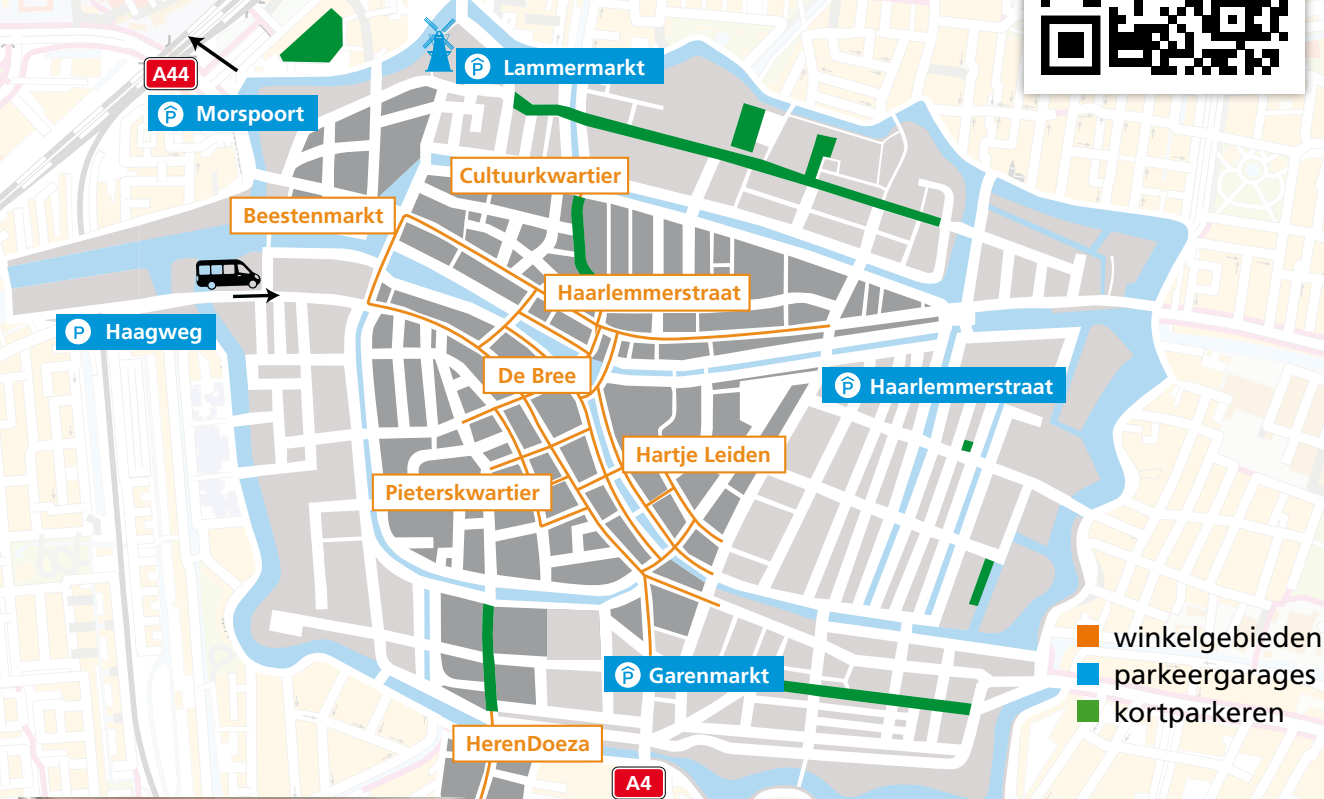 A44
P Lammermarkt
P Morspoort
Cultuurkwartier
Beestenmarkt
Haarlemmerstraat
P Haagweg
De Bree
P Haarlemmerstraat
Hartje Leiden
Pieterskwartier
winkelgebieden
P Garenmarkt
parkeergarages
kortparkeren
HerenDoeza
A4